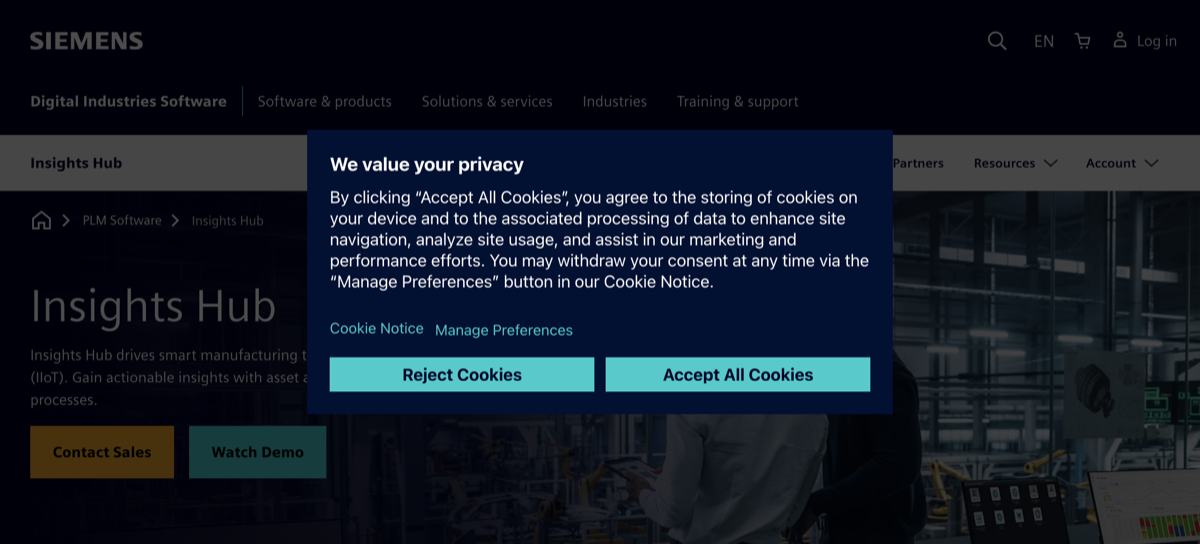 SIEMENS
EN
Log in
Digital Industries Software
Software & products
Solutions & services
Industries
Training & support
Insights Hub
Partners
Resources
Account
PLM Software
Insights Hub
Insights Hub
Insights Hub drives smart manufacturing
(IIoT). Gain actionable insights with asset
processes.
Contact Sales
Watch Demo
We value your privacy
By clicking “Accept All Cookies”, you agree to the storing of cookies on
your device and to the associated processing of data to enhance site
navigation, analyze site usage, and assist in our marketing and
performance efforts. You may withdraw your consent at any time via the
“Manage Preferences” button in our Cookie Notice.
Cookie Notice
Manage Preferences
Reject Cookies
Accept All Cookies